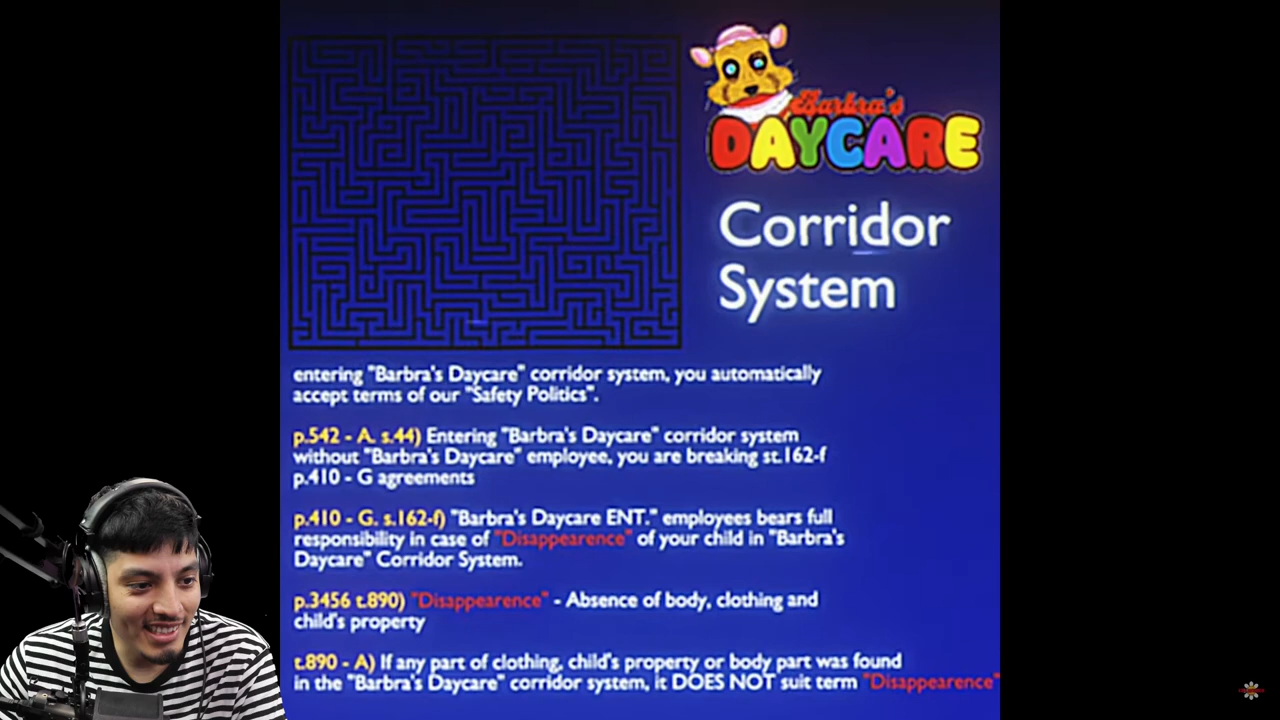 Barbra's
DAYCARE
Corridor
System
entering "Barbra's Daycare" corridor system, you automatically
accept terms of our "Safety Politics".
p.542 - A. s.44) Entering "Barbra's Daycare" corridor system
without "Barbra's Daycare" employee, you are breaking st.162-f
p.410 - G agreements
p.410 - G. s.162-f) "Barbra's Daycare ENT." employees bears full
responsibility in case of "Disappearence" of your child in "Barbra's
Daycare" Corridor System.
p.3456 t.890) "Disappearence" - Absence of body, clothing and
child's property
t.890 - A) If any part of clothing, child's property or body part was found
in the "Barbra's Daycare" corridor system, it DOES NOT suit term "Disappearence"